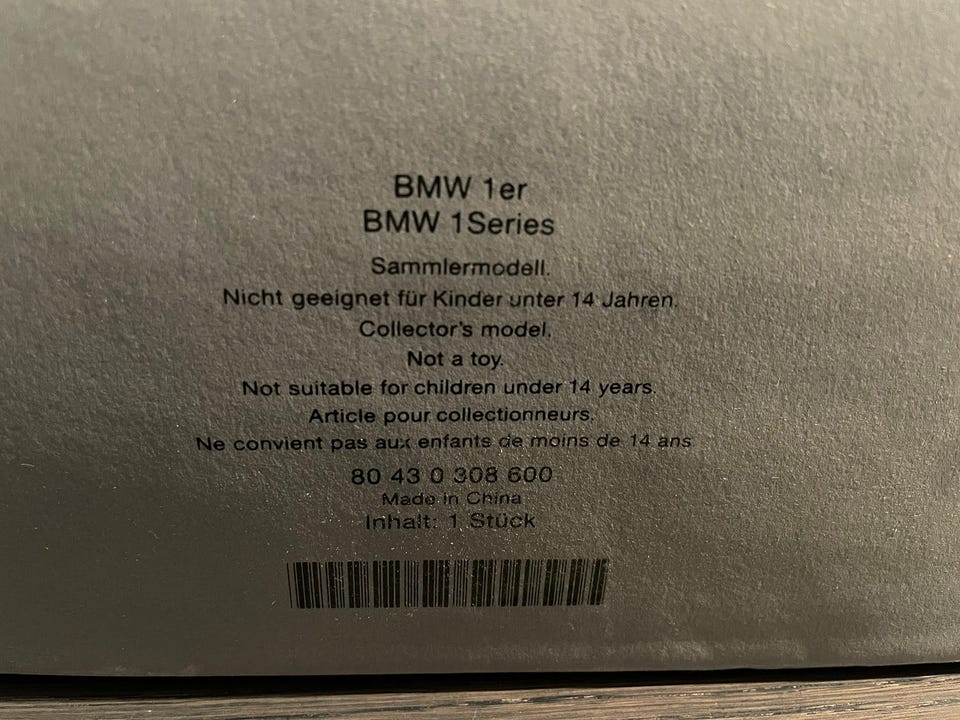 BMW 1er
BMW 1Series
Sammlermodell.
Nicht geeignet für Kinder unter 14 Jahren.
Collector's model.
Not a toy.
Not suitable for children under 14 years.
Article pour collectionneurs.
Ne convient pas aux enfants de moins de 14 ans
80 43 0 308 600
Made in China
Inhalt: 1 Stück